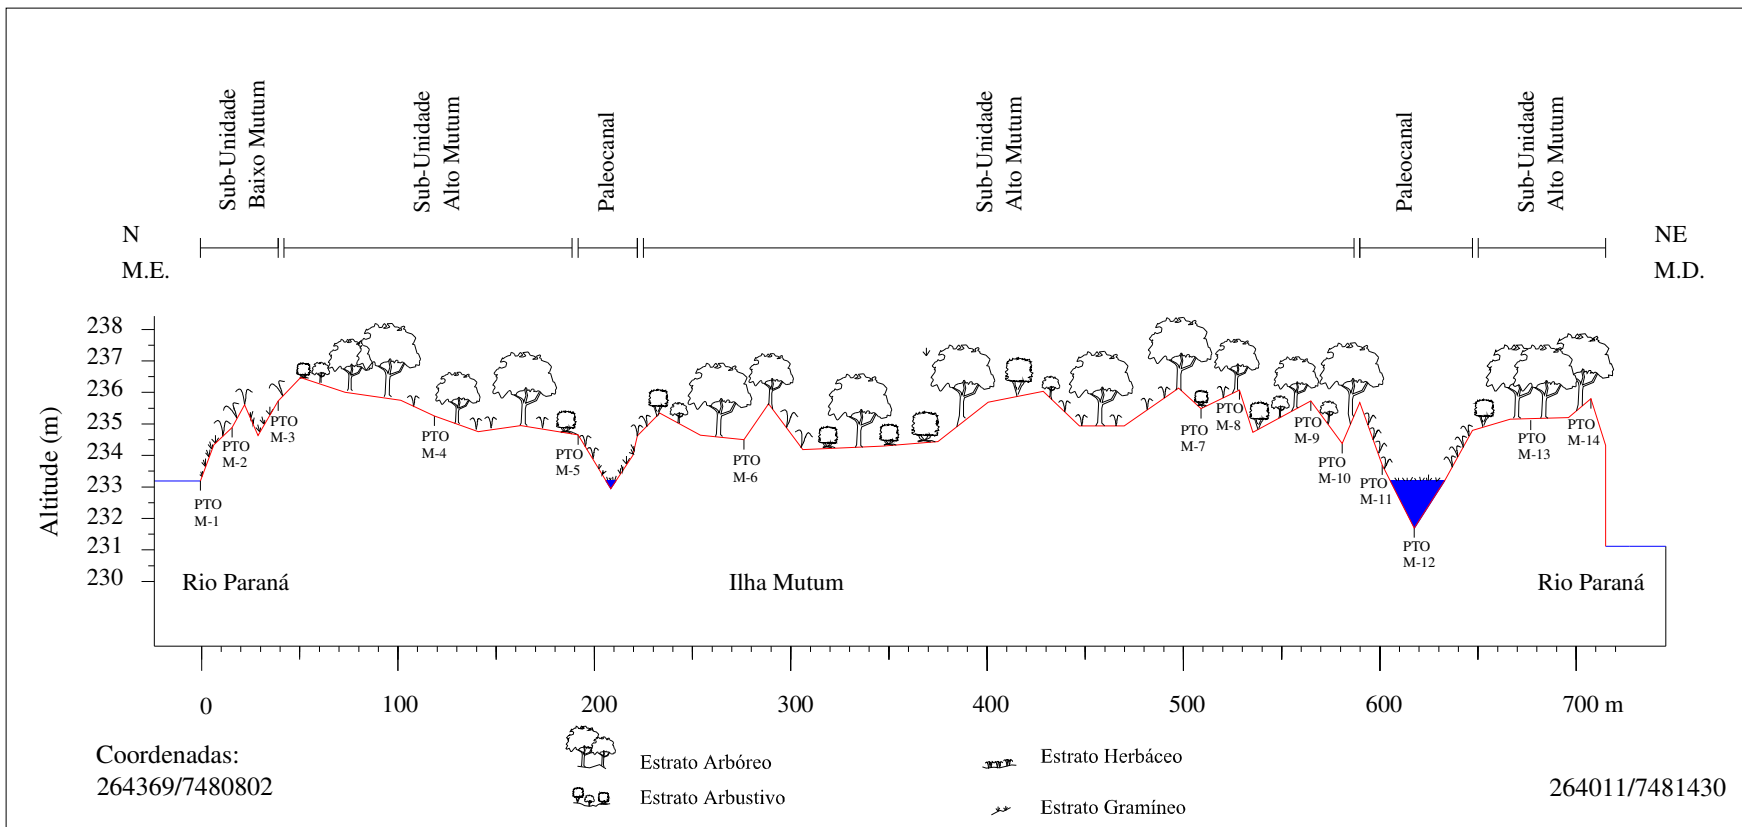 Sub-Unidade
Baixo Mutum
Sub-Unidade
Alto Mutum
Paleocanal
Sub-Unidade
Alto Mutum
Paleocanal
Sub-Unidade
Alto Mutum
N
M.E.
NE
M.D.
Altitude (m)
238
237
236
235
234
233
232
231
230
PTO
M-1
PTO
M-2
PTO
M-3
PTO
M-4
PTO
M-5
PTO
M-6
PTO
M-7
PTO
M-8
PTO
M-9
PTO
M-10
PTO
M-11
PTO
M-12
PTO
M-13
PTO
M-14
Rio Paraná
Ilha Mutum
Rio Paraná
0
100
200
300
400
500
600
700 m
Coordenadas:
264369/7480802
Estrato Arbóreo
Estrato Arbustivo
Estrato Herbáceo
Estrato Gramíneo
264011/7481430